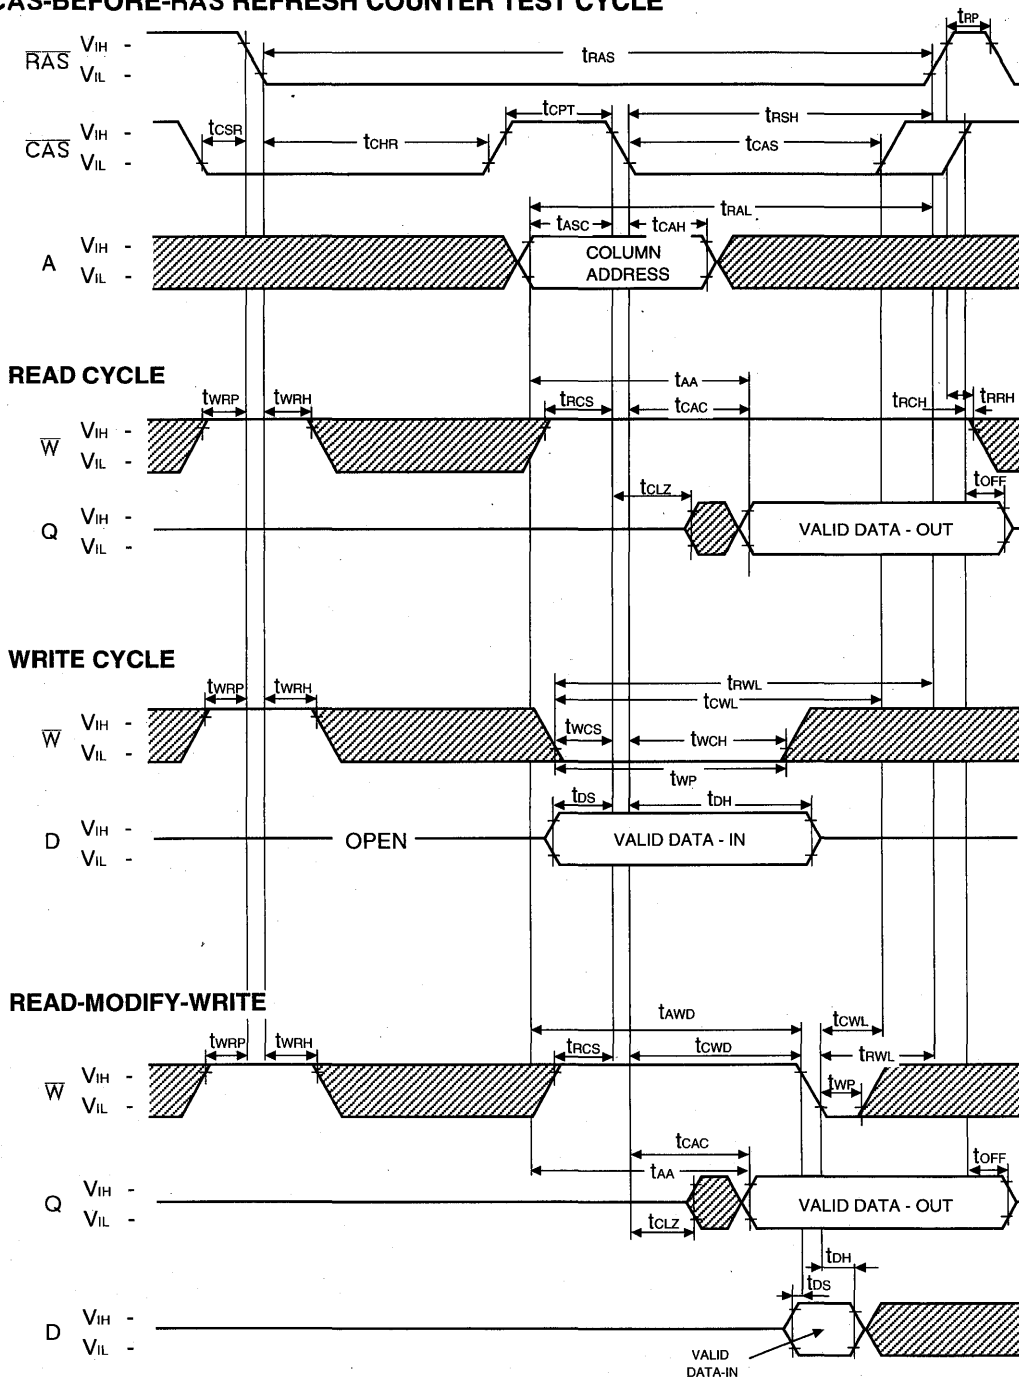 CAS-BEFORE-RAS REFRESH COUNTER TEST CYCLE
tRP
RAS VIH -
VIL -
tRAS
CAS VIH -
VIL -
tCSR tCHR tCPT tRSH
tCAS
tRAL
A VIH -
VIL -
tASC tCAH
COLUMN
ADDRESS
READ CYCLE
tAA
tWRP tWRH tRCS tCAC tRCH tRRH
W VIH -
VIL -
tCLZ tOFF
Q VIH -
VIL -
VALID DATA - OUT
WRITE CYCLE
tRWL
tWRP tWRH tCWL
W VIH -
VIL -
tWCS tWCH
tWP
tDS tDH
D VIH -
VIL -
OPEN VALID DATA - IN
READ-MODIFY-WRITE
tAWD tCWL
tWRP tWRH tRCS tCWD tRWL
W VIH -
VIL -
tWP
tCAC
tAA tOFF
Q VIH -
VIL -
VALID DATA - OUT
tCLZ
tDH
tDS
D VIH -
VIL -
VALID
DATA-IN